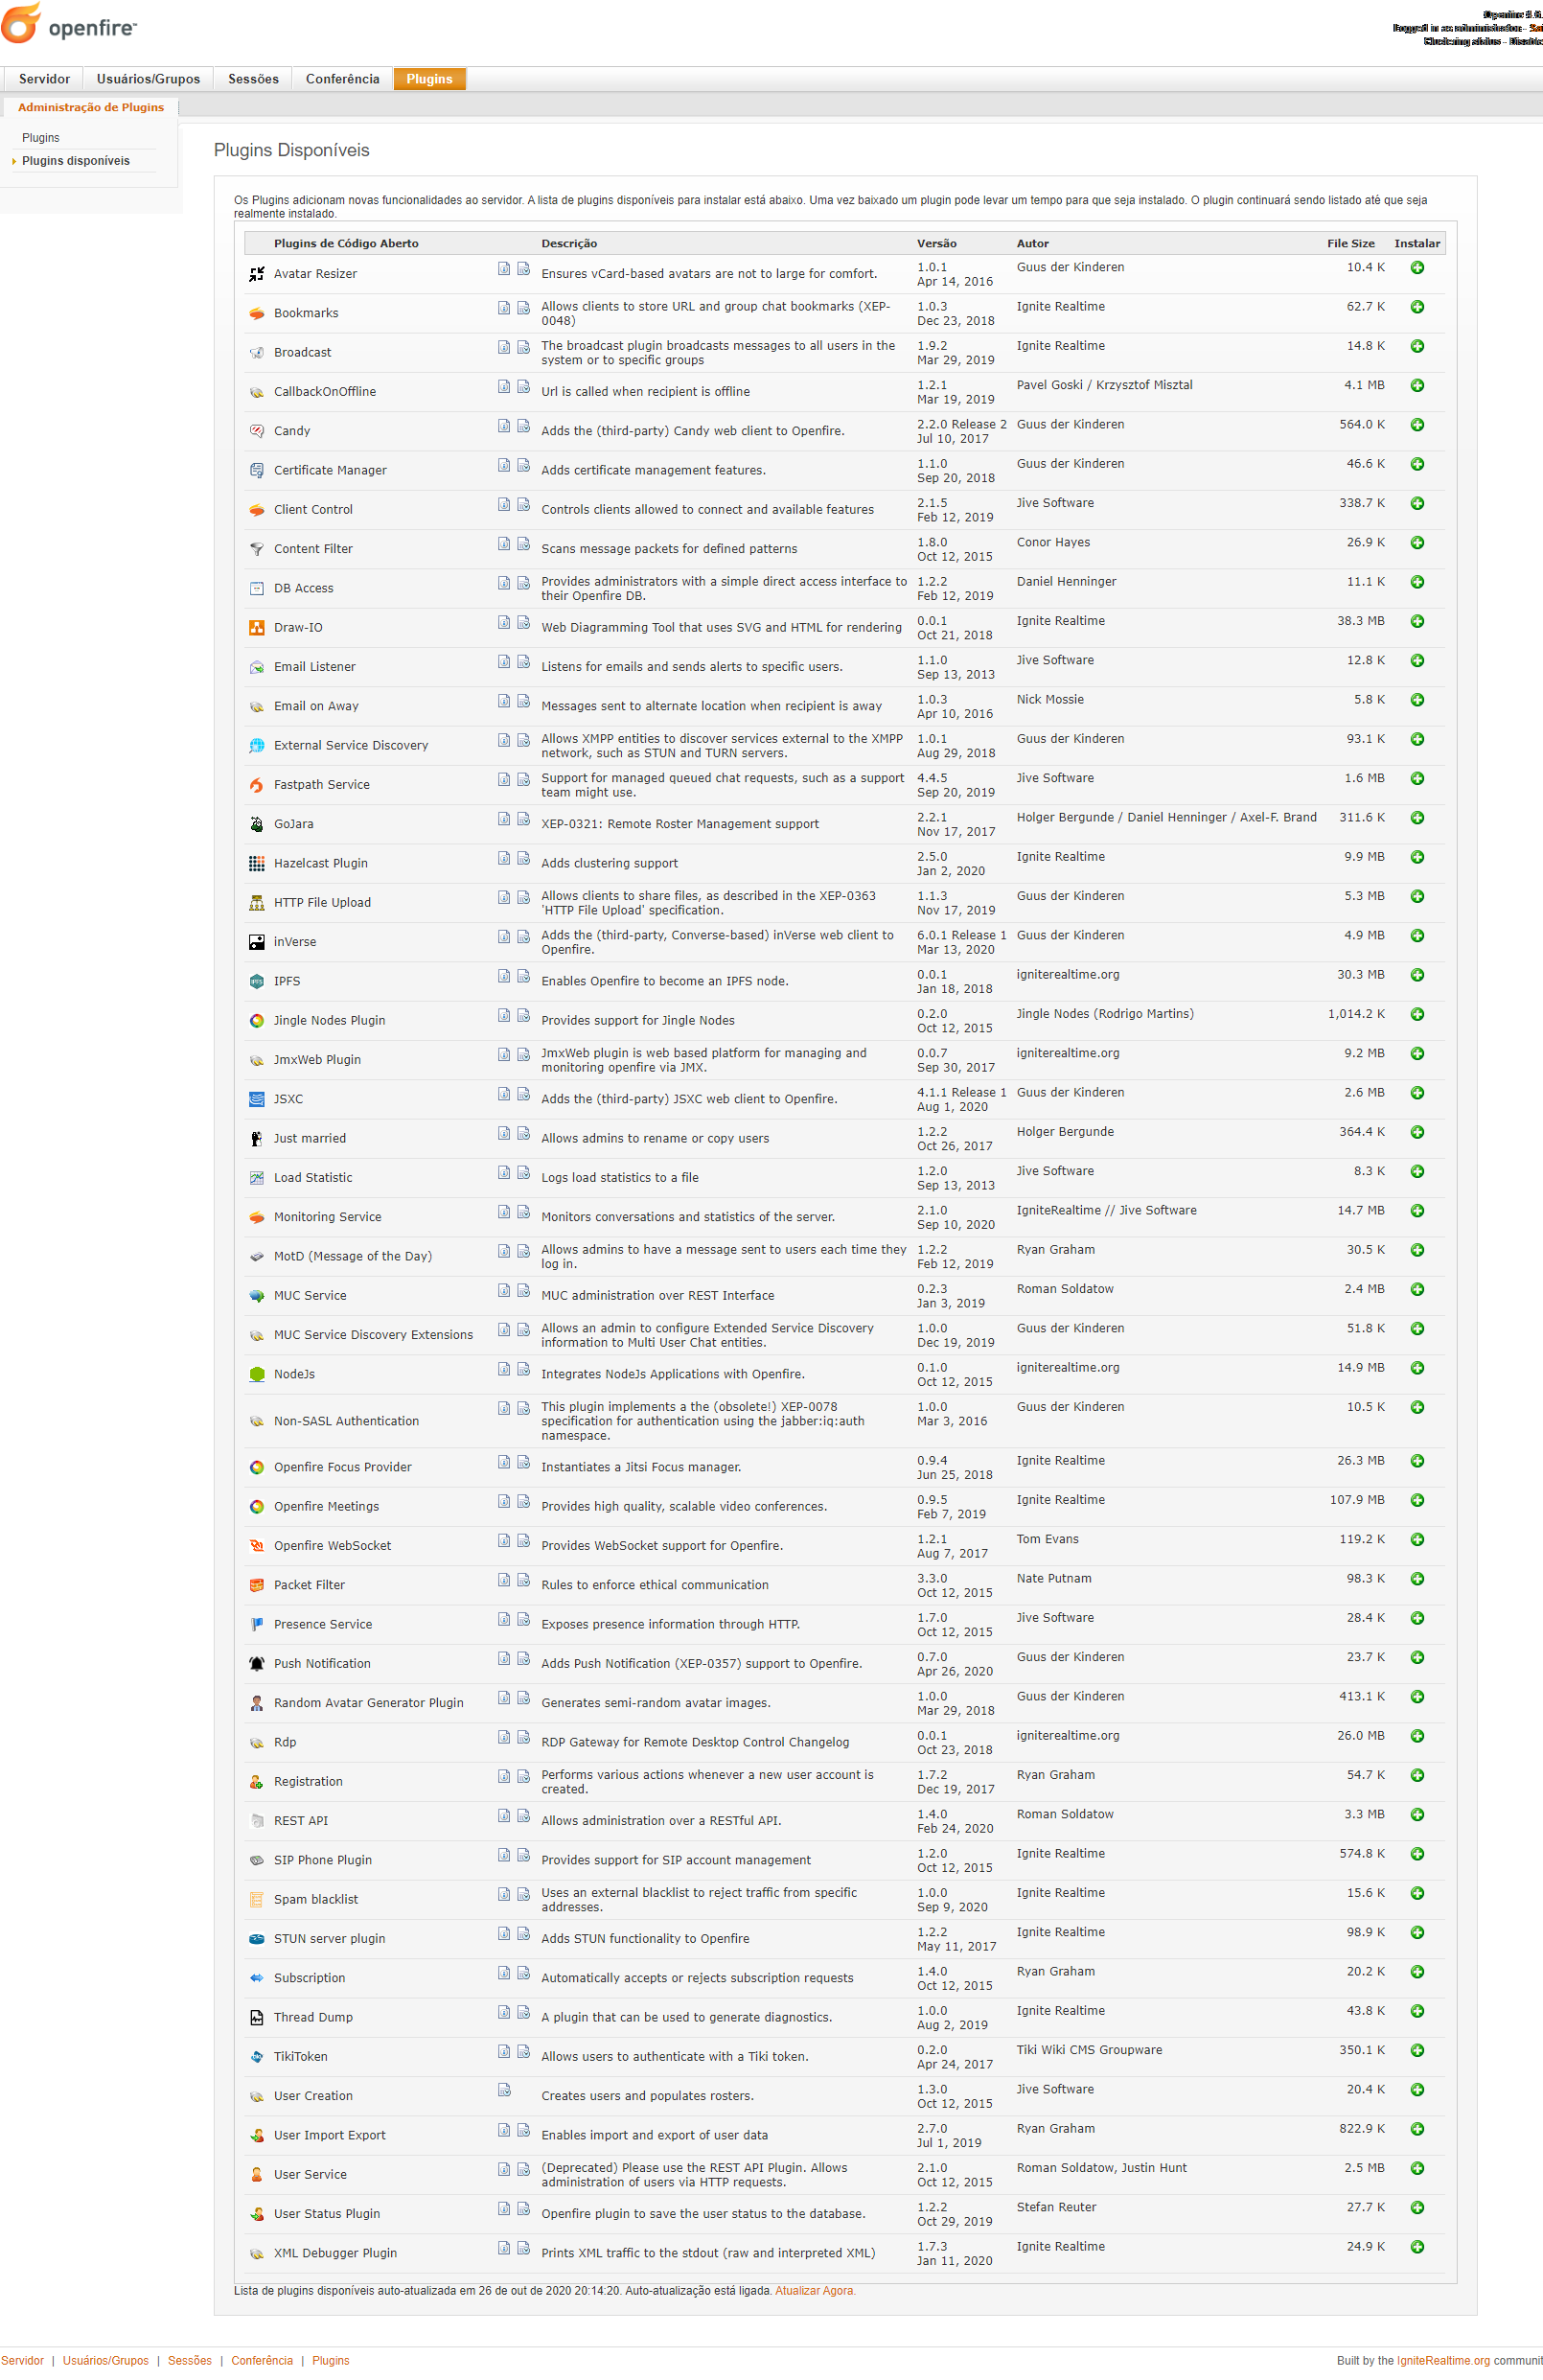 openfire
Servidor Usuários/Grupos Sessões Conferência Plugins
Administração de Plugins
Plugins
Plugins disponíveis
Plugins Disponíveis
Os Plugins adicionam novas funcionalidades ao servidor. A lista de plugins disponíveis para instalar está abaixo. Uma vez baixado um plugin pode levar um tempo para que seja instalado. O plugin continuará sendo listado até que seja
realmente instalado.
Plugins de Código Aberto Descrição Versão Autor File Size Instalar
Avatar Resizer Ensures vCard-based avatars are not to large for comfort. 1.0.1 Guus der Kinderen 10.4 K
Apr 14, 2016
Bookmarks Allows clients to store URL and group chat bookmarks (XEP- 1.0.3 Ignite Realtime 62.7 K
0048) Dec 23, 2018
Broadcast The broadcast plugin broadcasts messages to all users in the 1.9.2 Ignite Realtime 14.8 K
system or to specific groups Mar 29, 2019
CallbackOnOffline Url is called when recipient is offline 1.2.1 Pavel Goski / Krzysztof Misztal 4.1 MB
Mar 19, 2019
Candy Adds the (third-party) Candy web client to Openfire. 2.2.0 Release 2 Guus der Kinderen 564.0 K
Jul 10, 2017
Certificate Manager Adds certificate management features. 1.1.0 Guus der Kinderen 46.6 K
Sep 20, 2018
Client Control Controls clients allowed to connect and available features 2.1.5 Jive Software 338.7 K
Feb 12, 2019
Content Filter Scans message packets for defined patterns 1.8.0 Conor Hayes 26.9 K
Oct 12, 2015
DB Access Provides administrators with a simple direct access interface to 1.2.2 Daniel Henninger 11.1 K
their Openfire DB. Feb 12, 2019
Draw-IO Web Diagramming Tool that uses SVG and HTML for rendering 0.0.1 Ignite Realtime 38.3 MB
Oct 21, 2018
Email Listener Listens for emails and sends alerts to specific users. 1.1.0 Jive Software 12.8 K
Sep 13, 2013
Email on Away Messages sent to alternate location when recipient is away 1.0.3 Nick Mossie 5.8 K
Apr 10, 2016
External Service Discovery Allows XMPP entities to discover services external to the XMPP 1.0.1 Guus der Kinderen 93.1 K
network, such as STUN and TURN servers. Aug 29, 2018
Fastpath Service Support for managed queued chat requests, such as a support 4.4.5 Jive Software 1.6 MB
team might use. Sep 20, 2019
GoJara XEP-0321: Remote Roster Management support 2.2.1 Holger Bergunde / Daniel Henninger / Axel-F. Brand 311.6 K
Nov 17, 2017
Hazelcast Plugin Adds clustering support 2.5.0 Ignite Realtime 9.9 MB
Jan 2, 2020
HTTP File Upload Allows clients to share files, as described in the XEP-0363 1.1.3 Guus der Kinderen 5.3 MB
'HTTP File Upload' specification. Nov 17, 2019
inVerse Adds the (third-party, Converse-based) inVerse web client to 6.0.1 Release 1 Guus der Kinderen 4.9 MB
Openfire. Mar 13, 2020
IPFS Enables Openfire to become an IPFS node. 0.0.1 igniterealtime.org 30.3 MB
Jan 18, 2018
Jingle Nodes Plugin Provides support for Jingle Nodes 0.2.0 Jingle Nodes (Rodrigo Martins) 1,014.2 K
Oct 12, 2015
JmxWeb Plugin JmxWeb plugin is web based platform for managing and 0.0.7 igniterealtime.org 9.2 MB
monitoring openfire via JMX. Sep 30, 2017
JSXC Adds the (third-party) JSXC web client to Openfire. 4.1.1 Release 1 Guus der Kinderen 2.6 MB
Aug 1, 2020
Just married Allows admins to rename or copy users 1.2.2 Holger Bergunde 364.4 K
Oct 26, 2017
Load Statistic Logs load statistics to a file 1.2.0 Jive Software 8.3 K
Sep 13, 2013
Monitoring Service Monitors conversations and statistics of the server. 2.1.0 IgniteRealtime // Jive Software 14.7 MB
Sep 10, 2020
MotD (Message of the Day) Allows admins to have a message sent to users each time they 1.2.2 Ryan Graham 30.5 K
log in. Feb 12, 2019
MUC Service MUC administration over REST Interface 0.2.3 Roman Soldatow 2.4 MB
Jan 3, 2019
MUC Service Discovery Extensions Allows an admin to configure Extended Service Discovery 1.0.0 Guus der Kinderen 51.8 K
information to Multi User Chat entities. Dec 19, 2019
NodeJs Integrates NodeJs Applications with Openfire. 0.1.0 igniterealtime.org 14.9 MB
Oct 12, 2015
Non-SASL Authentication This plugin implements a the (obsolete!) XEP-0078 1.0.0 Guus der Kinderen 10.5 K
specification for authentication using the jabber:iq:auth Mar 3, 2016
namespace.
Openfire Focus Provider Instantiates a Jitsi Focus manager. 0.9.4 Ignite Realtime 26.3 MB
Jun 25, 2018
Openfire Meetings Provides high quality, scalable video conferences. 0.9.5 Ignite Realtime 107.9 MB
Feb 7, 2019
Openfire WebSocket Provides WebSocket support for Openfire. 1.2.1 Tom Evans 119.2 K
Aug 7, 2017
Packet Filter Rules to enforce ethical communication 3.3.0 Nate Putnam 98.3 K
Oct 12, 2015
Presence Service Exposes presence information through HTTP. 1.7.0 Jive Software 28.4 K
Oct 12, 2015
Push Notification Adds Push Notification (XEP-0357) support to Openfire. 0.7.0 Guus der Kinderen 23.7 K
Apr 26, 2020
Random Avatar Generator Plugin Generates semi-random avatar images. 1.0.0 Guus der Kinderen 413.1 K
Mar 29, 2018
Rdp RDP Gateway for Remote Desktop Control Changelog 0.0.1 igniterealtime.org 26.0 MB
Oct 23, 2018
Registration Performs various actions whenever a new user account is 1.7.2 Ryan Graham 54.7 K
created. Dec 19, 2017
REST API Allows administration over a RESTful API. 1.4.0 Roman Soldatow 3.3 MB
Feb 24, 2020
SIP Phone Plugin Provides support for SIP account management 1.2.0 Ignite Realtime 574.8 K
Oct 12, 2015
Spam blacklist Uses an external blacklist to reject traffic from specific 1.0.0 Ignite Realtime 15.6 K
addresses. Sep 9, 2020
STUN server plugin Adds STUN functionality to Openfire 1.2.2 Ignite Realtime 98.9 K
May 11, 2017
Subscription Automatically accepts or rejects subscription requests 1.4.0 Ryan Graham 20.2 K
Oct 12, 2015
Thread Dump A plugin that can be used to generate diagnostics. 1.0.0 Ignite Realtime 43.8 K
Aug 2, 2019
TikiToken Allows users to authenticate with a Tiki token. 0.2.0 Tiki Wiki CMS Groupware 350.1 K
Apr 24, 2017
User Creation Creates users and populates rosters. 1.3.0 Jive Software 20.4 K
Oct 12, 2015
User Import Export Enables import and export of user data 2.7.0 Ryan Graham 822.9 K
Jul 1, 2019
User Service (Deprecated) Please use the REST API Plugin. Allows 2.1.0 Roman Soldatow, Justin Hunt 2.5 MB
administration of users via HTTP requests. Oct 12, 2015
User Status Plugin Openfire plugin to save the user status to the database. 1.2.2 Stefan Reuter 27.7 K
Oct 29, 2019
XML Debugger Plugin Prints XML traffic to the stdout (raw and interpreted XML) 1.7.3 Ignite Realtime 24.9 K
Jan 11, 2020
Lista de plugins disponíveis auto-atualizada em 26 de out de 2020 20:14:20. Auto-atualização está ligada. Atualizar Agora.
Servidor | Usuários/Grupos | Sessões | Conferência | Plugins Built by the IgniteRealtime.org communit